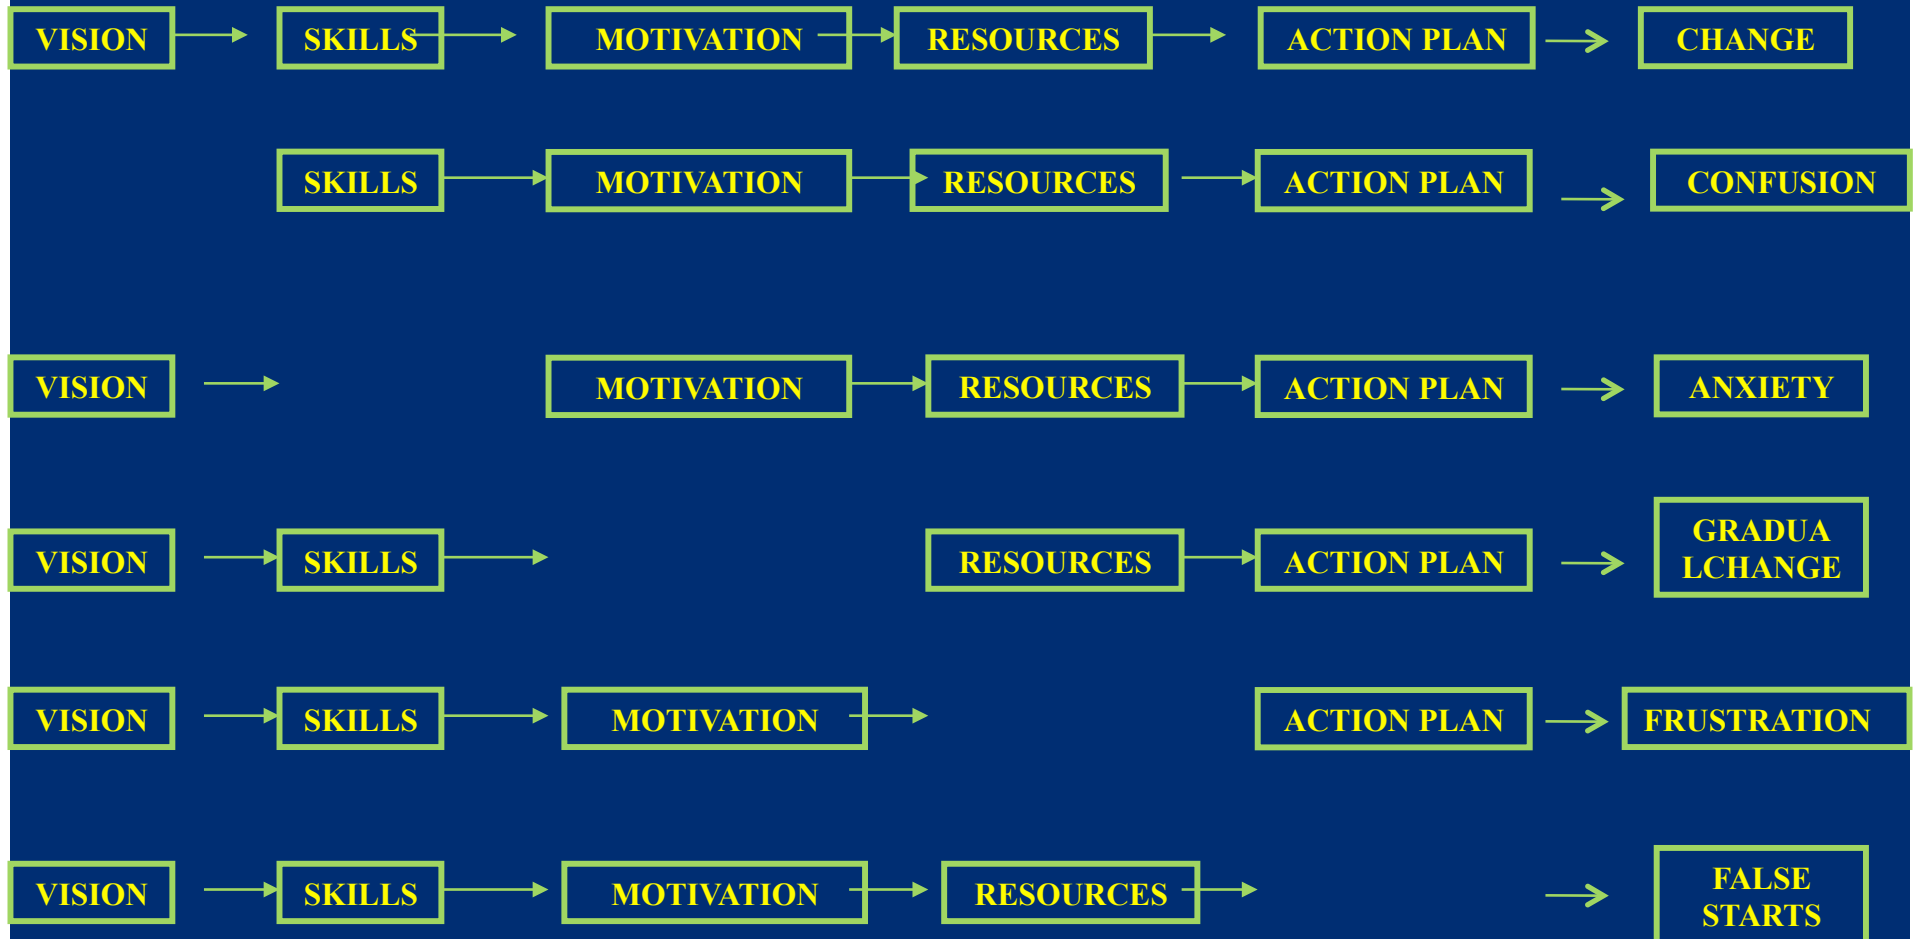 VISION SKILLS MOTIVATION RESOURCES ACTION PLAN CHANGE
SKILLS MOTIVATION RESOURCES ACTION PLAN CONFUSION
VISION MOTIVATION RESOURCES ACTION PLAN ANXIETY
VISION SKILLS RESOURCES ACTION PLAN GRADUA
LCHANGE
VISION SKILLS MOTIVATION ACTION PLAN FRUSTRATION
VISION SKILLS MOTIVATION RESOURCES FALSE
STARTS